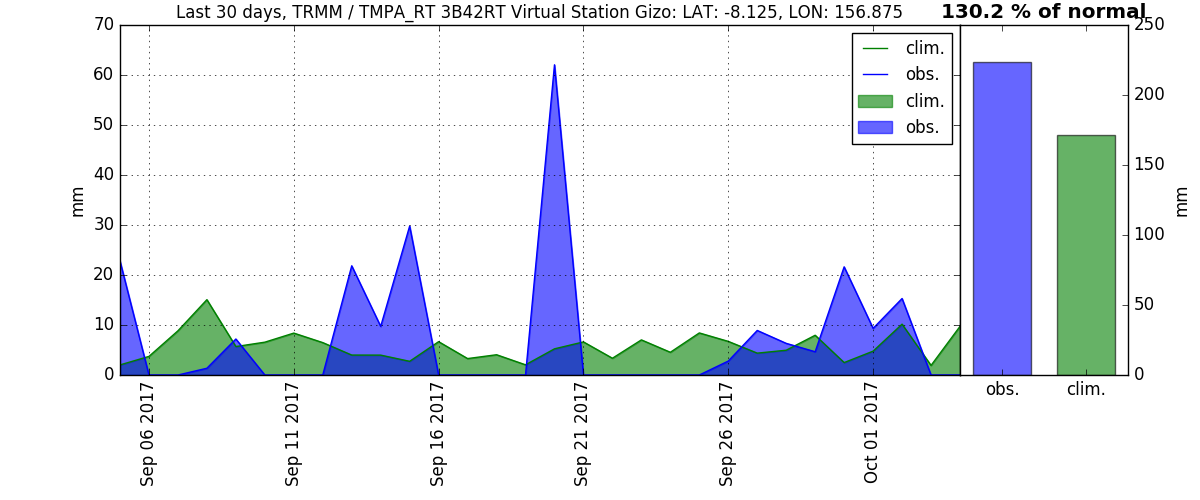 Last 30 days, TRMM / TMPA_RT 3B42RT Virtual Station Gizo: LAT: -8.125, LON: 156.875
130.2 % of normal
70
60
50
40
30
20
10
0
mm
clim.
obs.
clim.
obs.
Sep 06 2017
Sep 11 2017
Sep 16 2017
Sep 21 2017
Sep 26 2017
Oct 01 2017
250
200
150
100
50
0
mm
obs.
clim.